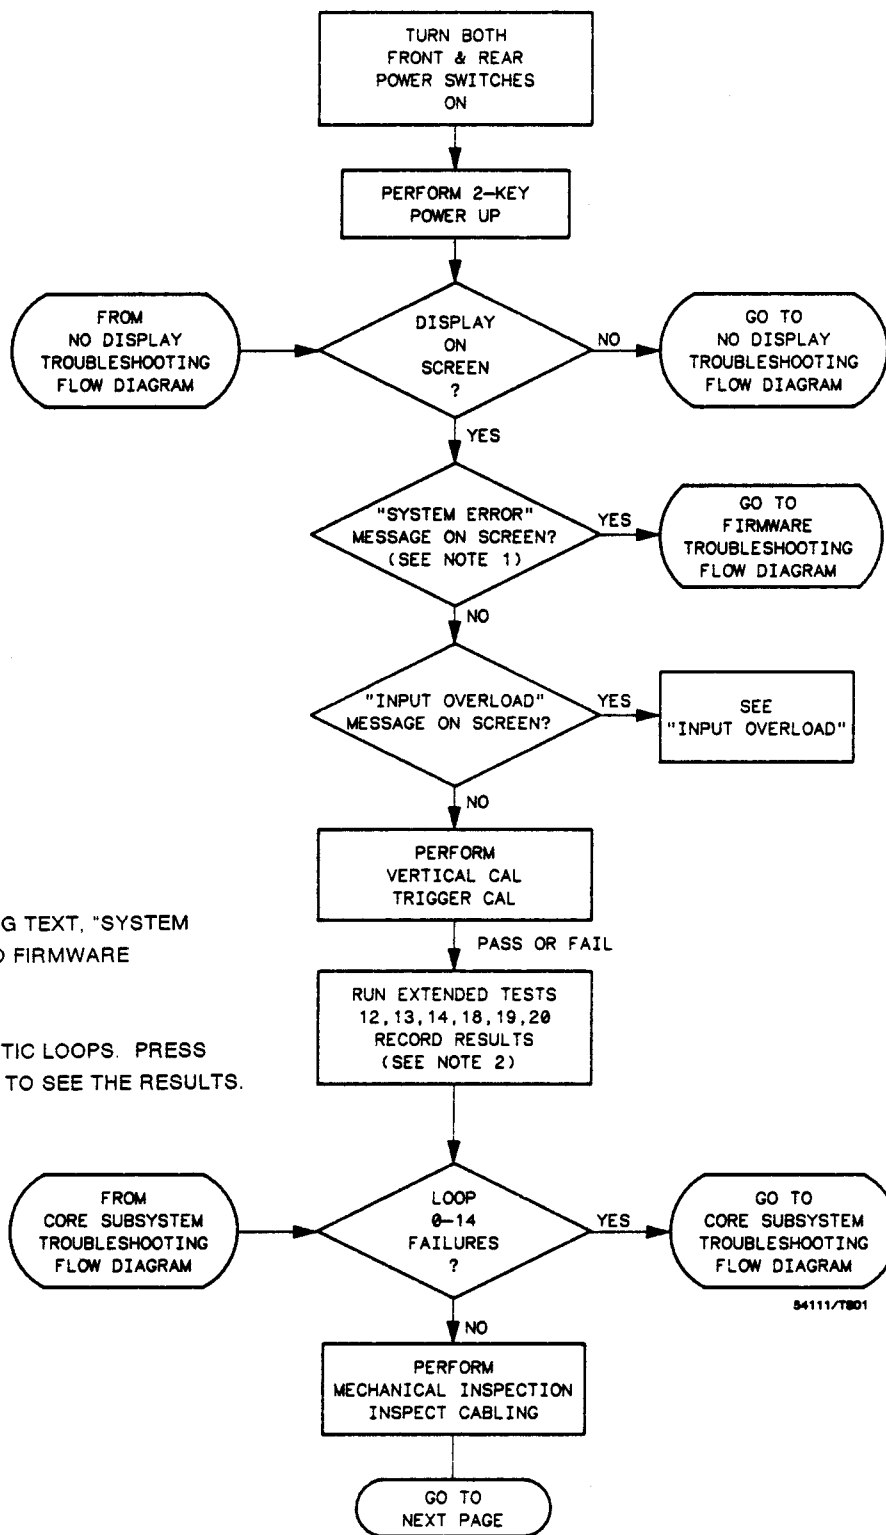 TURN BOTH
FRONT & REAR
POWER SWITCHES
ON
PERFORM 2-KEY
POWER UP
FROM
NO DISPLAY
TROUBLESHOOTING
FLOW DIAGRAM
DISPLAY
ON
SCREEN
?
NO
GO TO
NO DISPLAY
TROUBLESHOOTING
FLOW DIAGRAM
YES
"SYSTEM ERROR"
MESSAGE ON SCREEN?
(SEE NOTE 1)
YES
GO TO
FIRMWARE
TROUBLESHOOTING
FLOW DIAGRAM
NO
"INPUT OVERLOAD"
MESSAGE ON SCREEN?
YES
SEE
"INPUT OVERLOAD"
NO
PERFORM
VERTICAL CAL
TRIGGER CAL
G TEXT, "SYSTEM
FIRMWARE
PASS OR FAIL
RUN EXTENDED TESTS
12,13,14,18,19,20
RECORD RESULTS
(SEE NOTE 2)
TIC LOOPS. PRESS
TO SEE THE RESULTS.
FROM
CORE SUBSYSTEM
TROUBLESHOOTING
FLOW DIAGRAM
LOOP
0-14
FAILURES
?
YES
GO TO
CORE SUBSYSTEM
TROUBLESHOOTING
FLOW DIAGRAM
54111/TB01
NO
PERFORM
MECHANICAL INSPECTION
INSPECT CABLING
GO TO
NEXT PAGE